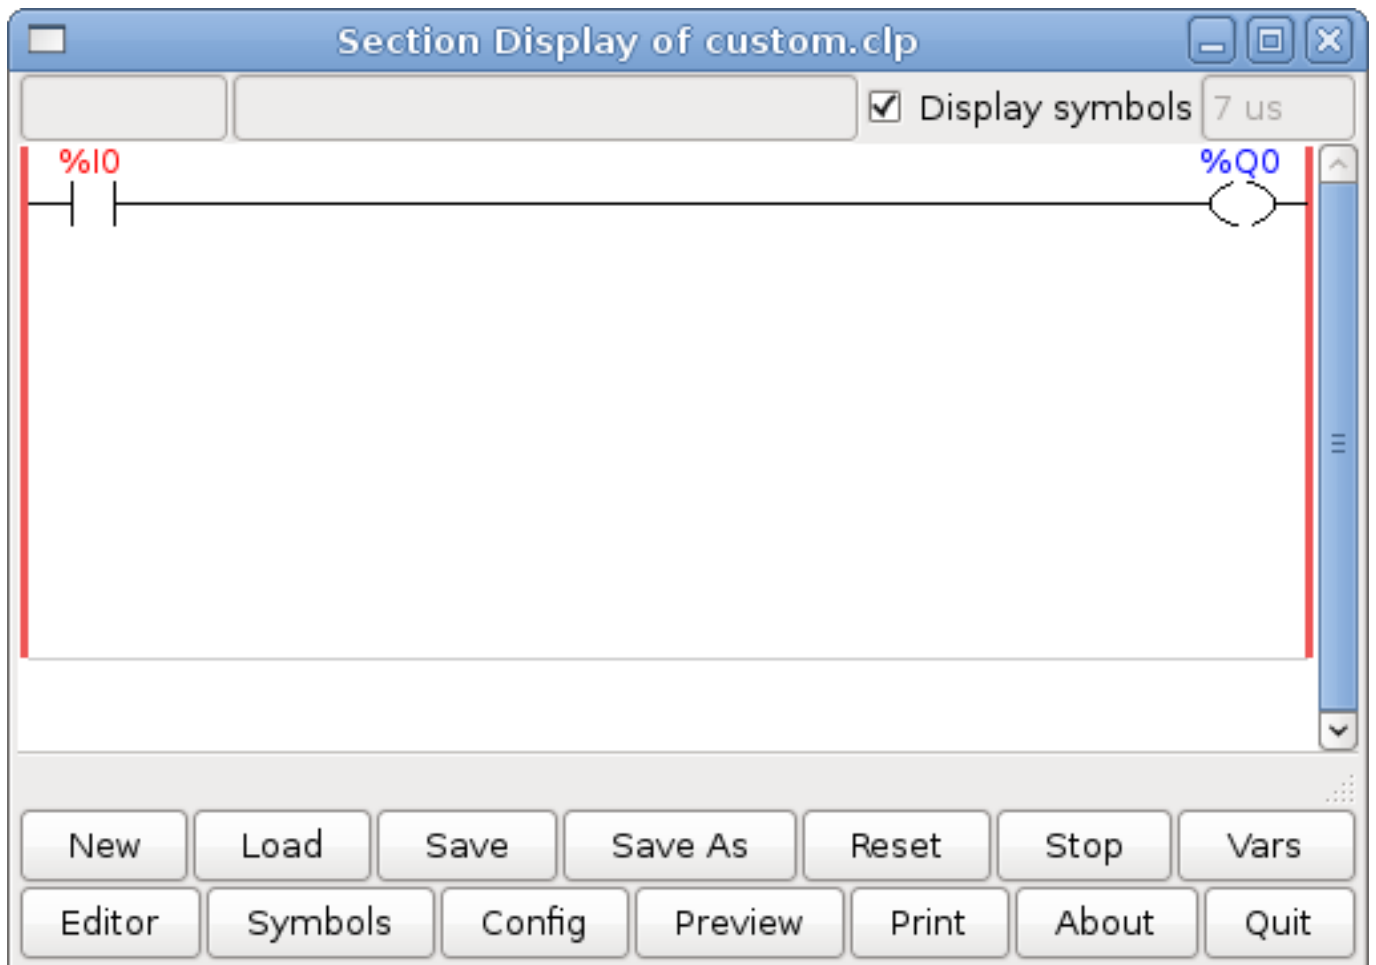 Section Display of custom.clp
Display symbols 7 us
%I0 %Q0
New Load Save Save As Reset Stop Vars
Editor Symbols Config Preview Print About Quit